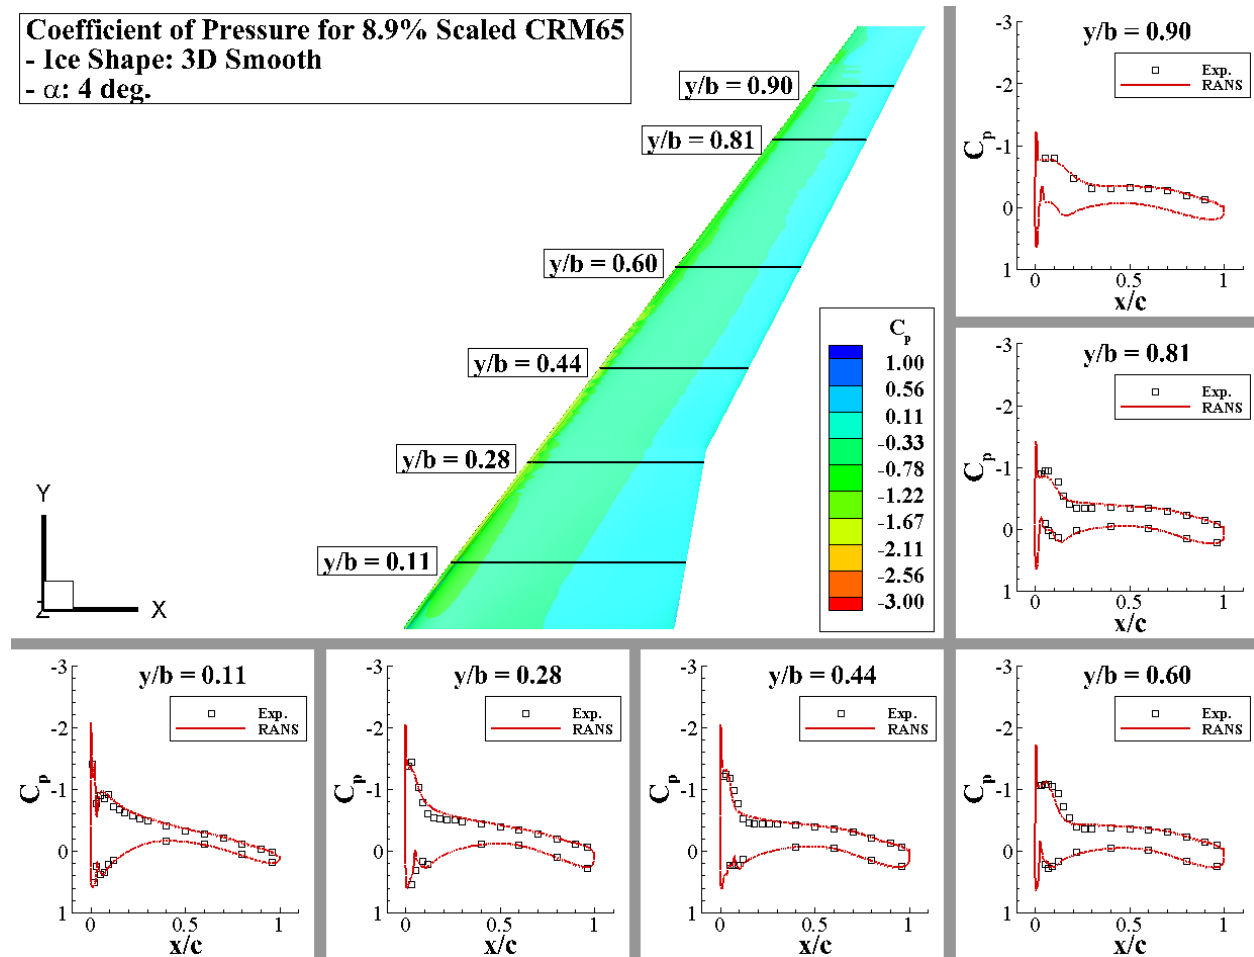 Coefficient of Pressure for 8.9% Scaled CRM65
- Ice Shape: 3D Smooth
- α: 4 deg.
y/b = 0.90
y/b = 0.81
y/b = 0.60
y/b = 0.44
y/b = 0.28
y/b = 0.11
Y
Z
X
Cp
1.00
0.56
0.11
-0.33
-0.78
-1.22
-1.67
-2.11
-2.56
-3.00
y/b = 0.90
Exp.
RANS
-3
-2
-1
0
1
Cp
0 0.5 1
x/c
y/b = 0.81
Exp.
RANS
-3
-2
-1
0
1
Cp
0 0.5 1
x/c
y/b = 0.11
Exp.
RANS
-3
-2
-1
0
1
Cp
0 0.5 1
x/c
y/b = 0.28
Exp.
RANS
-3
-2
-1
0
1
Cp
0 0.5 1
x/c
y/b = 0.44
Exp.
RANS
-3
-2
-1
0
1
Cp
0 0.5 1
x/c
y/b = 0.60
Exp.
RANS
-3
-2
-1
0
1
Cp
0 0.5 1
x/c